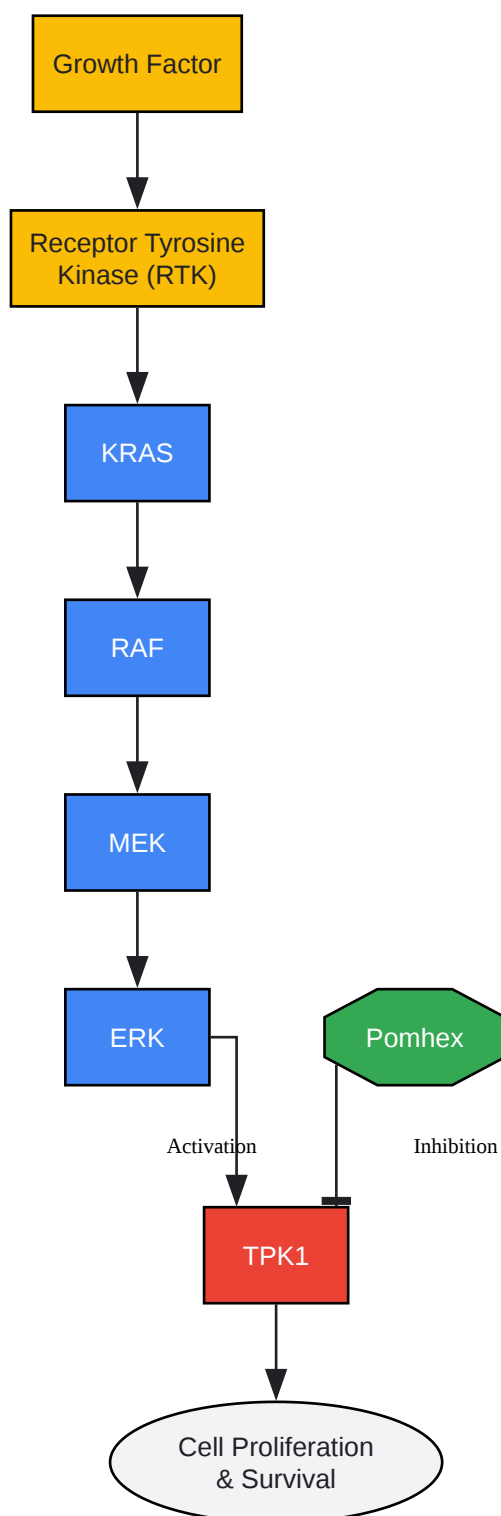 Growth Factor
Receptor Tyrosine
Kinase (RTK)
KRAS
RAF
MEK
ERK
Pomhex
Activation
Inhibition
TPK1
Cell Proliferation
& Survival